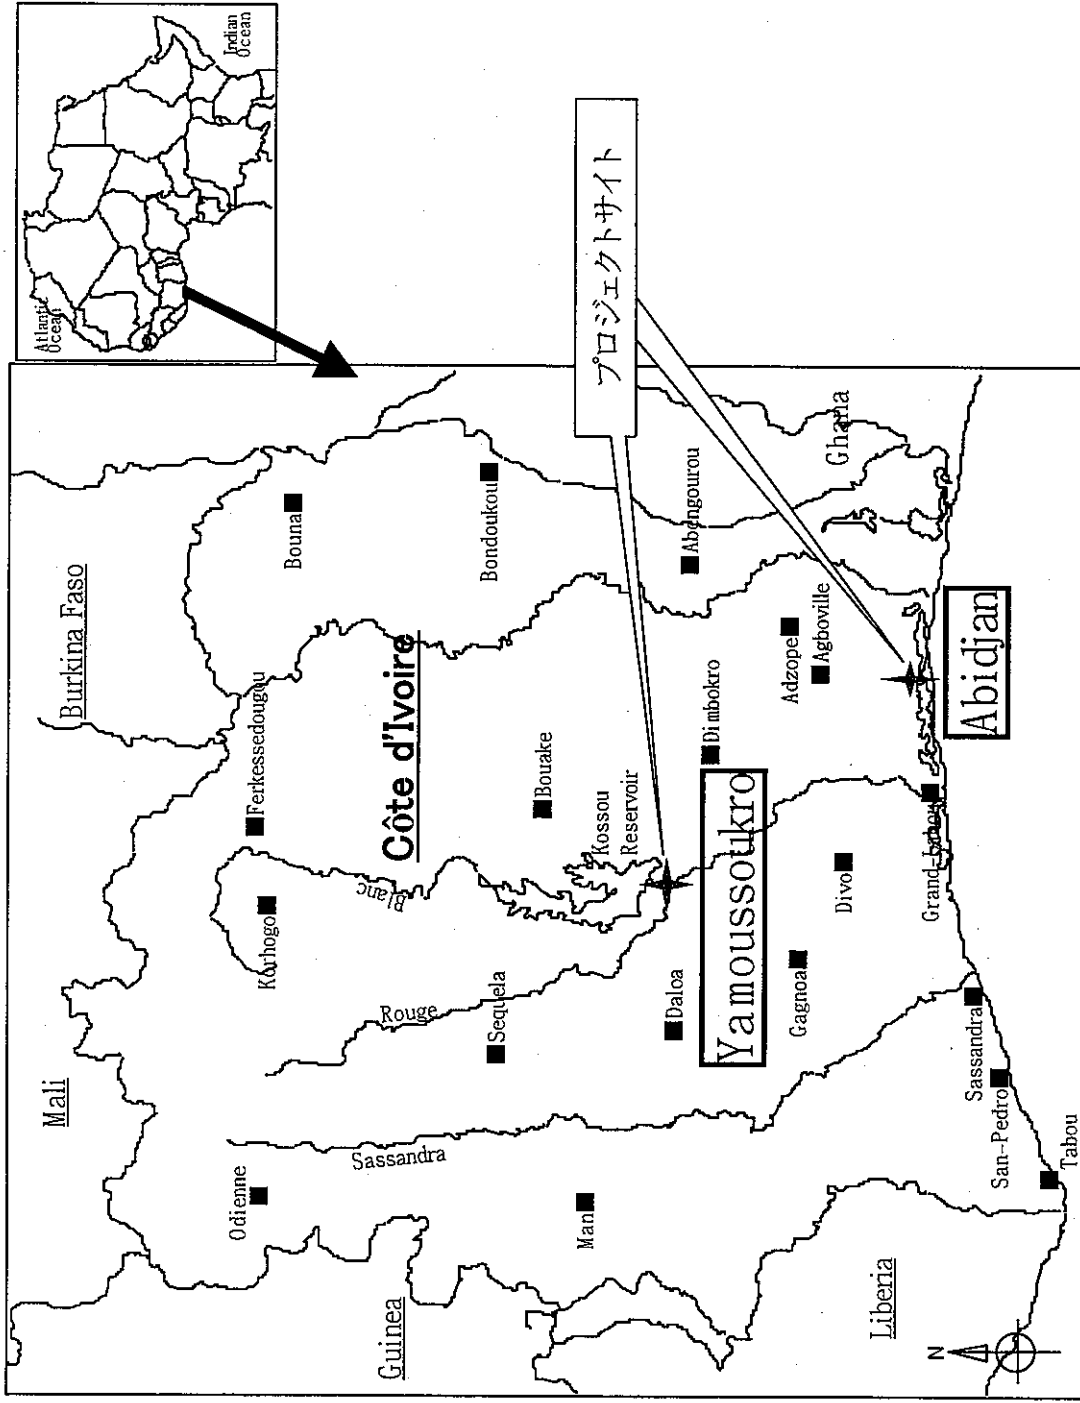 Atlantic
Ocean
Indian
Ocean
Mali
Burkina Faso
Guinea
Côte d'Ivoire
Liberia
Ghana
Odienne
Korhogo
Ferkessedougou
Bouna
Sassandra
Rouge
Blanc
Sequela
Bouake
Bondoukou
Man
Kossou
Reservoir
プロジェクトサイト
Daloa
Yamoussoukro
Dimbokro
Abengourou
Gagnoa
Divo
Adzope
Agboville
Grand-Lahou
Abidjan
Sassandra
San-Pedro
Tabou
N